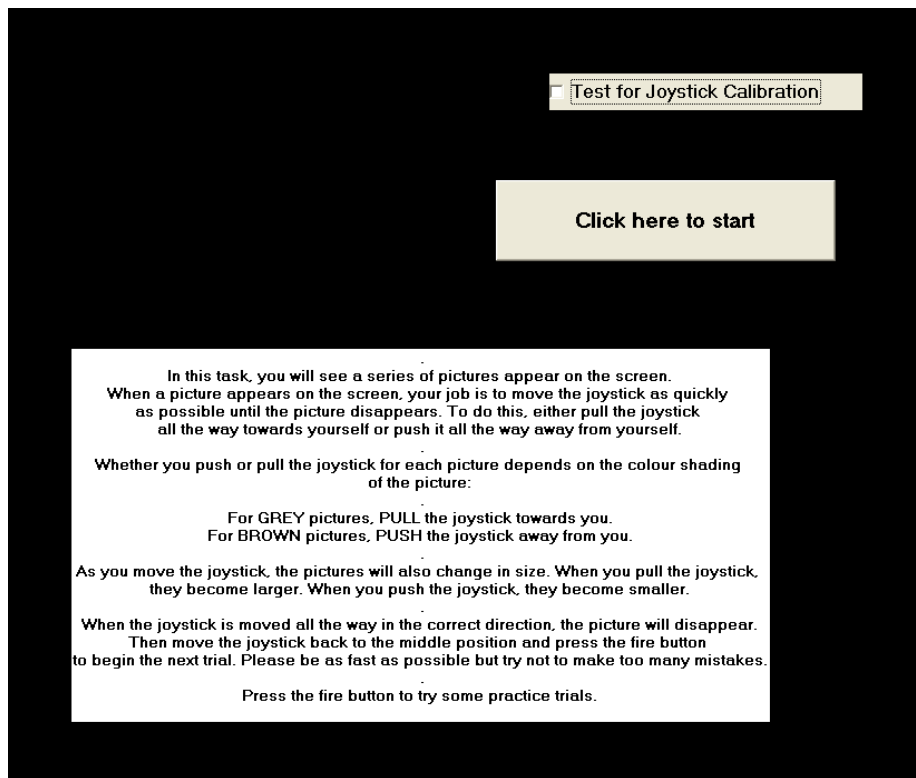 Test for Joystick Calibration
Click here to start
.
In this task, you will see a series of pictures appear on the screen.
When a picture appears on the screen, your job is to move the joystick as quickly
as possible until the picture disappears. To do this, either pull the joystick
all the way towards yourself or push it all the way away from yourself.
.
Whether you push or pull the joystick for each picture depends on the colour shading
of the picture:
.
For GREY pictures, PULL the joystick towards you.
For BROWN pictures, PUSH the joystick away from you.
.
As you move the joystick, the pictures will also change in size. When you pull the joystick,
they become larger. When you push the joystick, they become smaller.
.
When the joystick is moved all the way in the correct direction, the picture will disappear.
Then move the joystick back to the middle position and press the fire button
to begin the next trial. Please be as fast as possible but try not to make too many mistakes.
.
Press the fire button to try some practice trials.